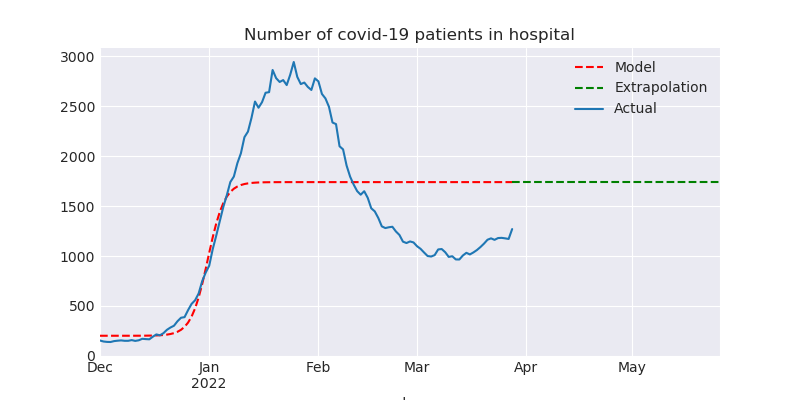 Number of covid-19 patients in hospital
3000
2500
2000
1500
1000
500
0
Model
Extrapolation
Actual
Dec Jan Feb Mar Apr May
2022